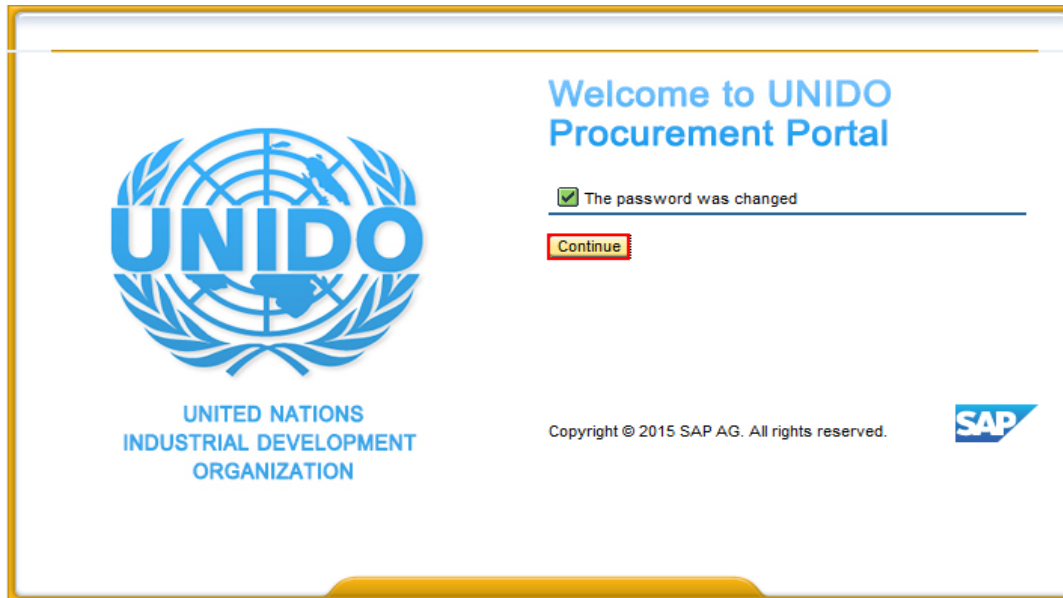 Welcome to UNIDO
Procurement Portal
The password was changed
Continue
UNIDO
UNITED NATIONS
INDUSTRIAL DEVELOPMENT
ORGANIZATION
Copyright © 2015 SAP AG. All rights reserved.
SAP